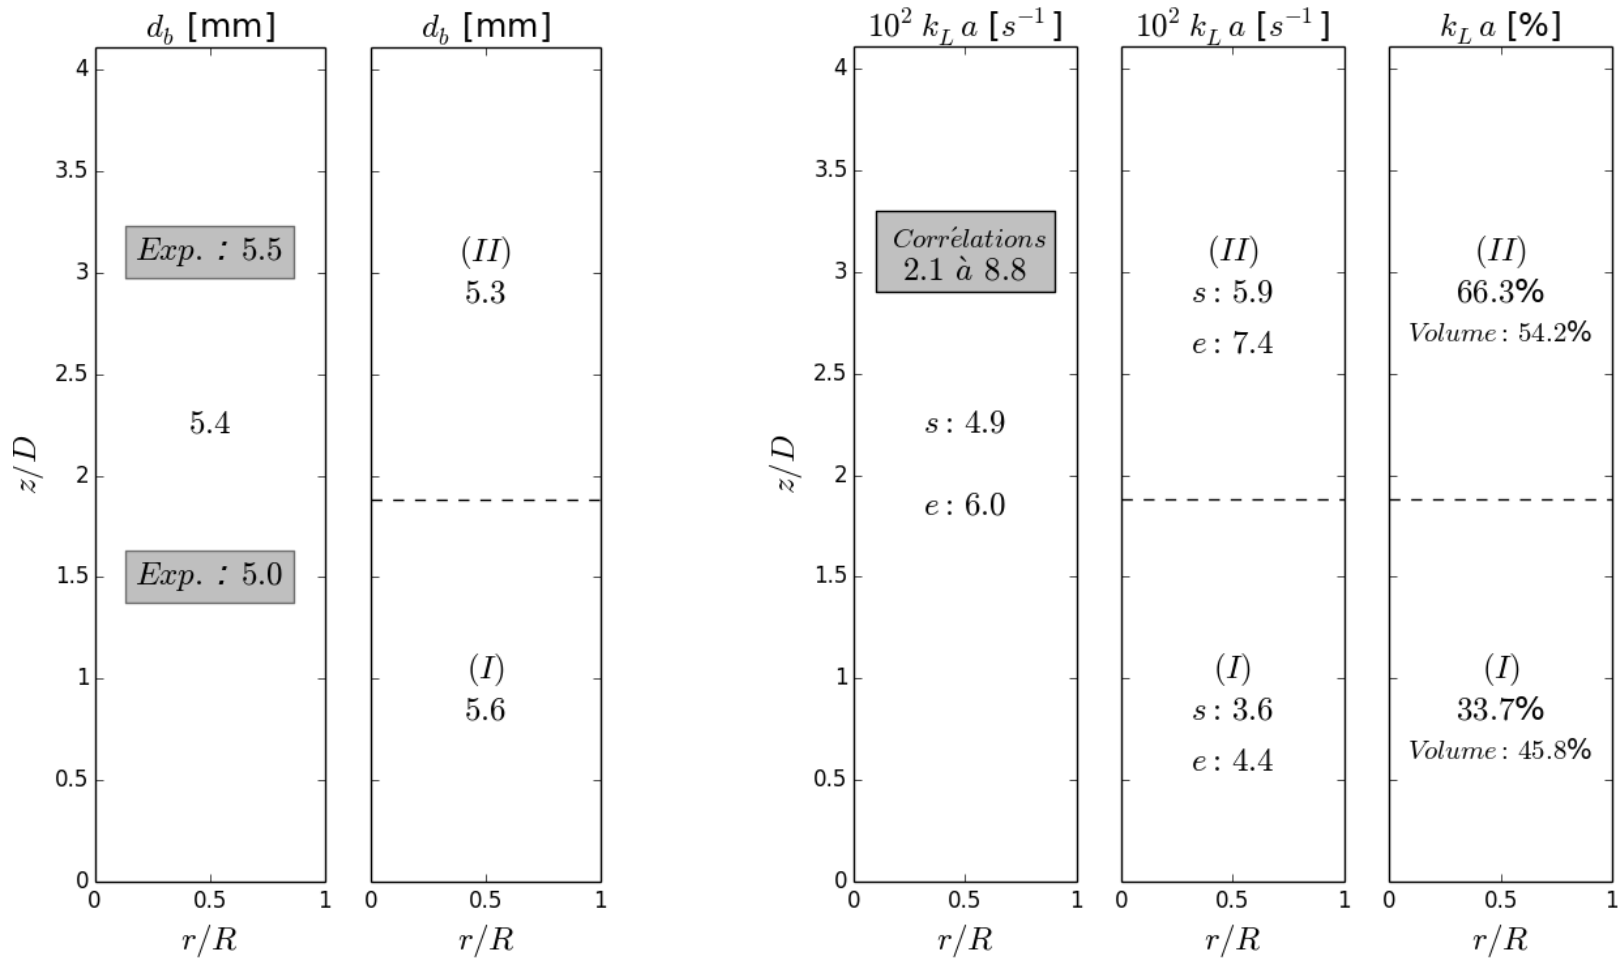 d_b [mm]
4
3.5
3
2.5
2
1.5
1
0.5
0
z/D
Exp. : 5.5
5.4
Exp. : 5.0
0 0.5 1
r/R
d_b [mm]
(II)
5.3
(I)
5.6
0 0.5 1
r/R
10² k_L a [s⁻¹]
4
3.5
3
2.5
2
1.5
1
0.5
0
z/D
Corrélations
2.1 à 8.8
s: 4.9
e: 6.0
0 0.5 1
r/R
10² k_L a [s⁻¹]
(II)
s: 5.9
e: 7.4
(I)
s: 3.6
e: 4.4
0 0.5 1
r/R
k_L a [%]
(II)
66.3%
Volume: 54.2%
(I)
33.7%
Volume: 45.8%
0 0.5 1
r/R